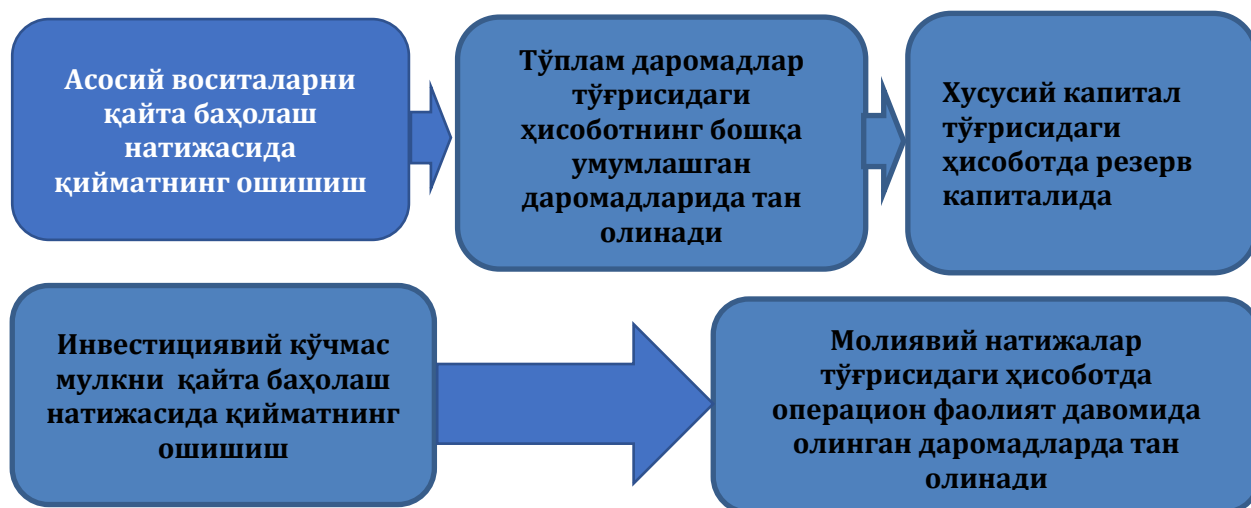 Асосий воситаларни
қайта баҳолаш
натижасида
қийматнинг ошишиш
Тўплам даромадлар
тўғрисидаги
ҳисоботнинг бошқа
умумлашган
даромадларида тан
олинади
Хусусий капитал
тўғрисидаги
ҳисоботда резерв
капиталида
Инвестициявий кўчмас
мулкни қайта баҳолаш
натижасида қийматнинг
ошишиш
Молиявий натижалар
тўғрисидаги ҳисоботда
операцион фаолият давомида
олинган даромадларда тан
олинади